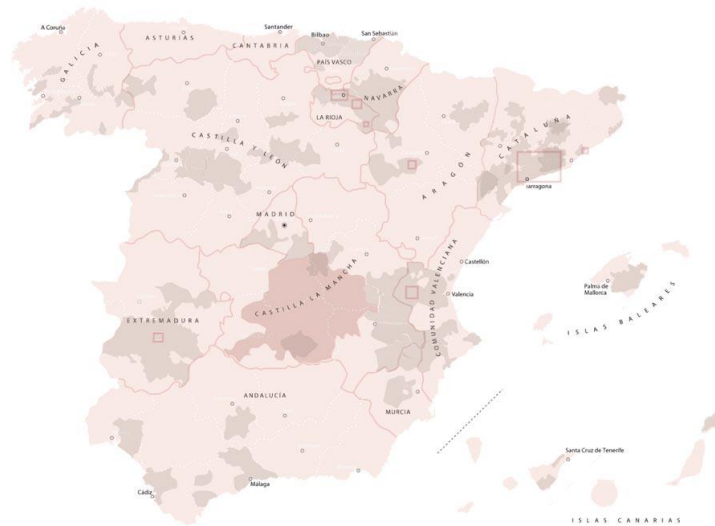 A Coruña
Santander
Bilbao
San Sebastián
ASTURIAS
CANTABRIA
GALICIA
PAÍS VASCO
NAVARRA
LA RIOJA
CATALUÑA
CASTILLA Y LEÓN
ARAGÓN
Tarragona
MADRID
CASTILLA LA MANCHA
COMUNIDAD VALENCIANA
Castellón
Valencia
Palma de
Mallorca
ISLAS BALEARES
EXTREMADURA
ANDALUCÍA
MURCIA
Santa Cruz de Tenerife
Cádiz
Málaga
ISLAS CANARIAS